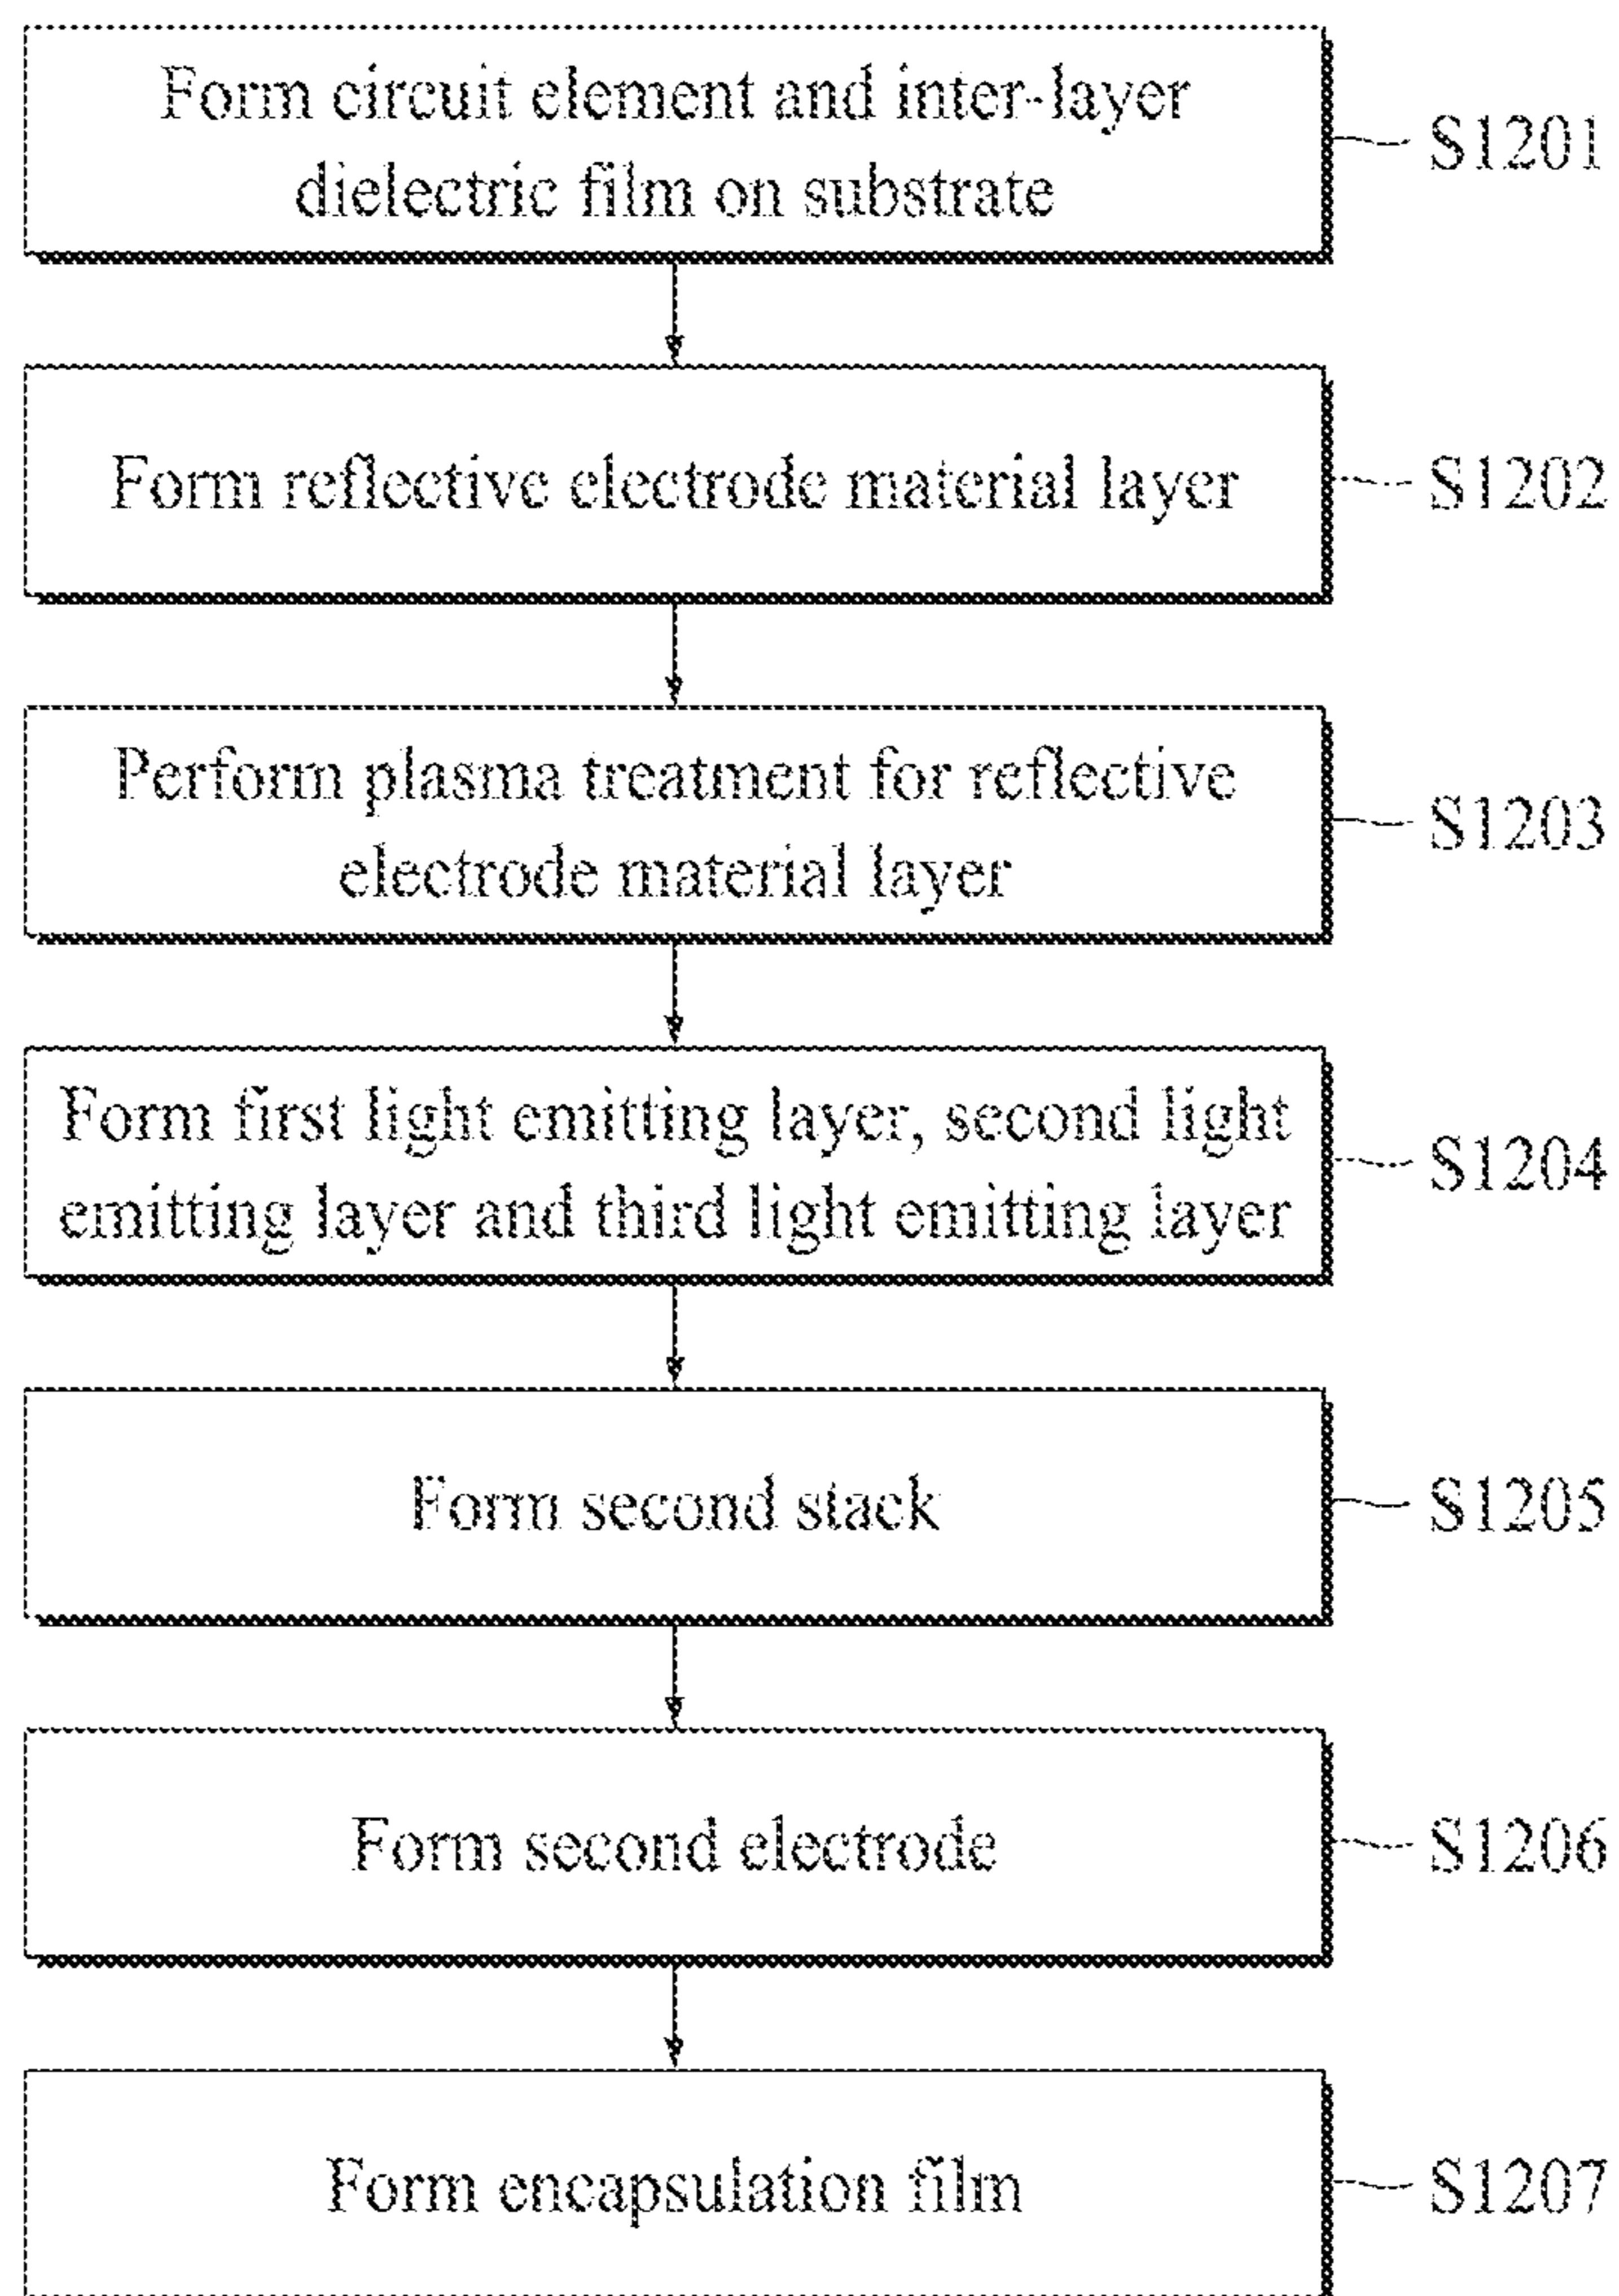 Form circuit element and inter-layer
dielectric film on substrate
S1201
Form reflective electrode material layer
S1202
Perform plasma treatment for reflective
electrode material layer
S1203
Form first light emitting layer, second light
emitting layer and third light emitting layer
S1204
Form second stack
S1205
Form second electrode
S1206
Form encapsulation film
S1207